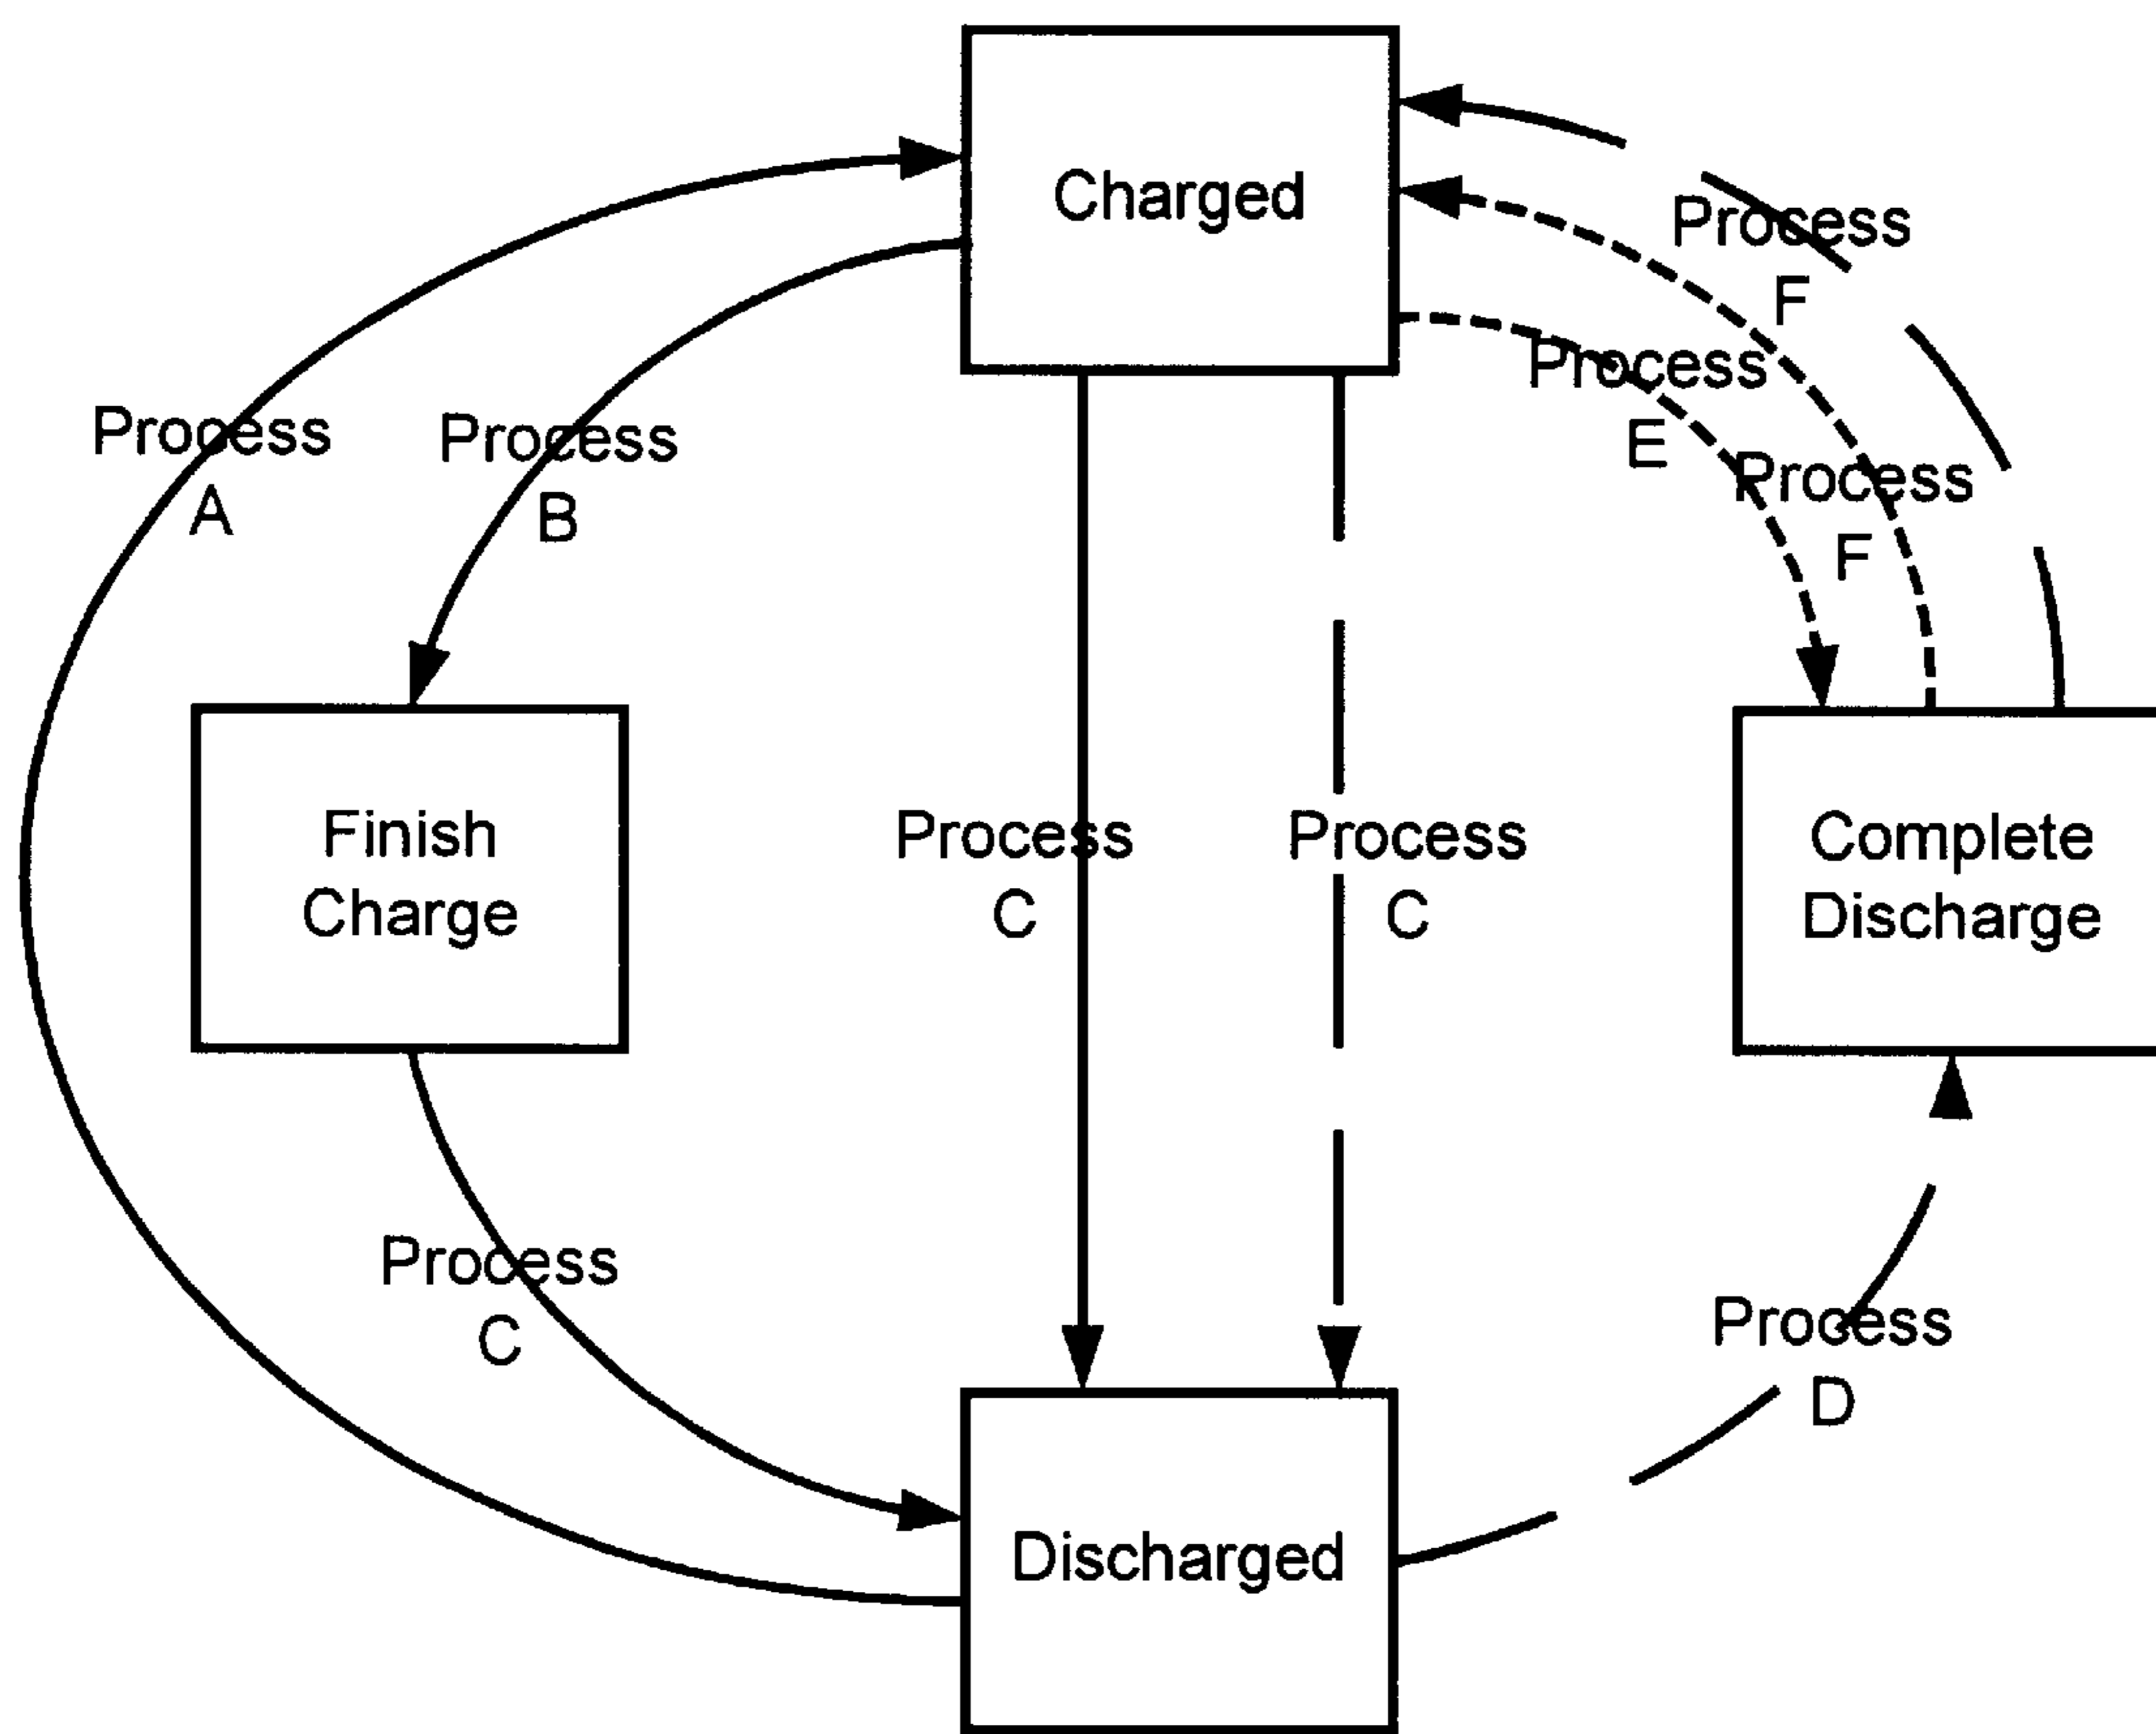 Charged
Process
F
Process
E
Process
A
Process
B
Process
F
Finish
Charge
Process
C
Process
C
Complete
Discharge
Process
C
Process
D
Discharged